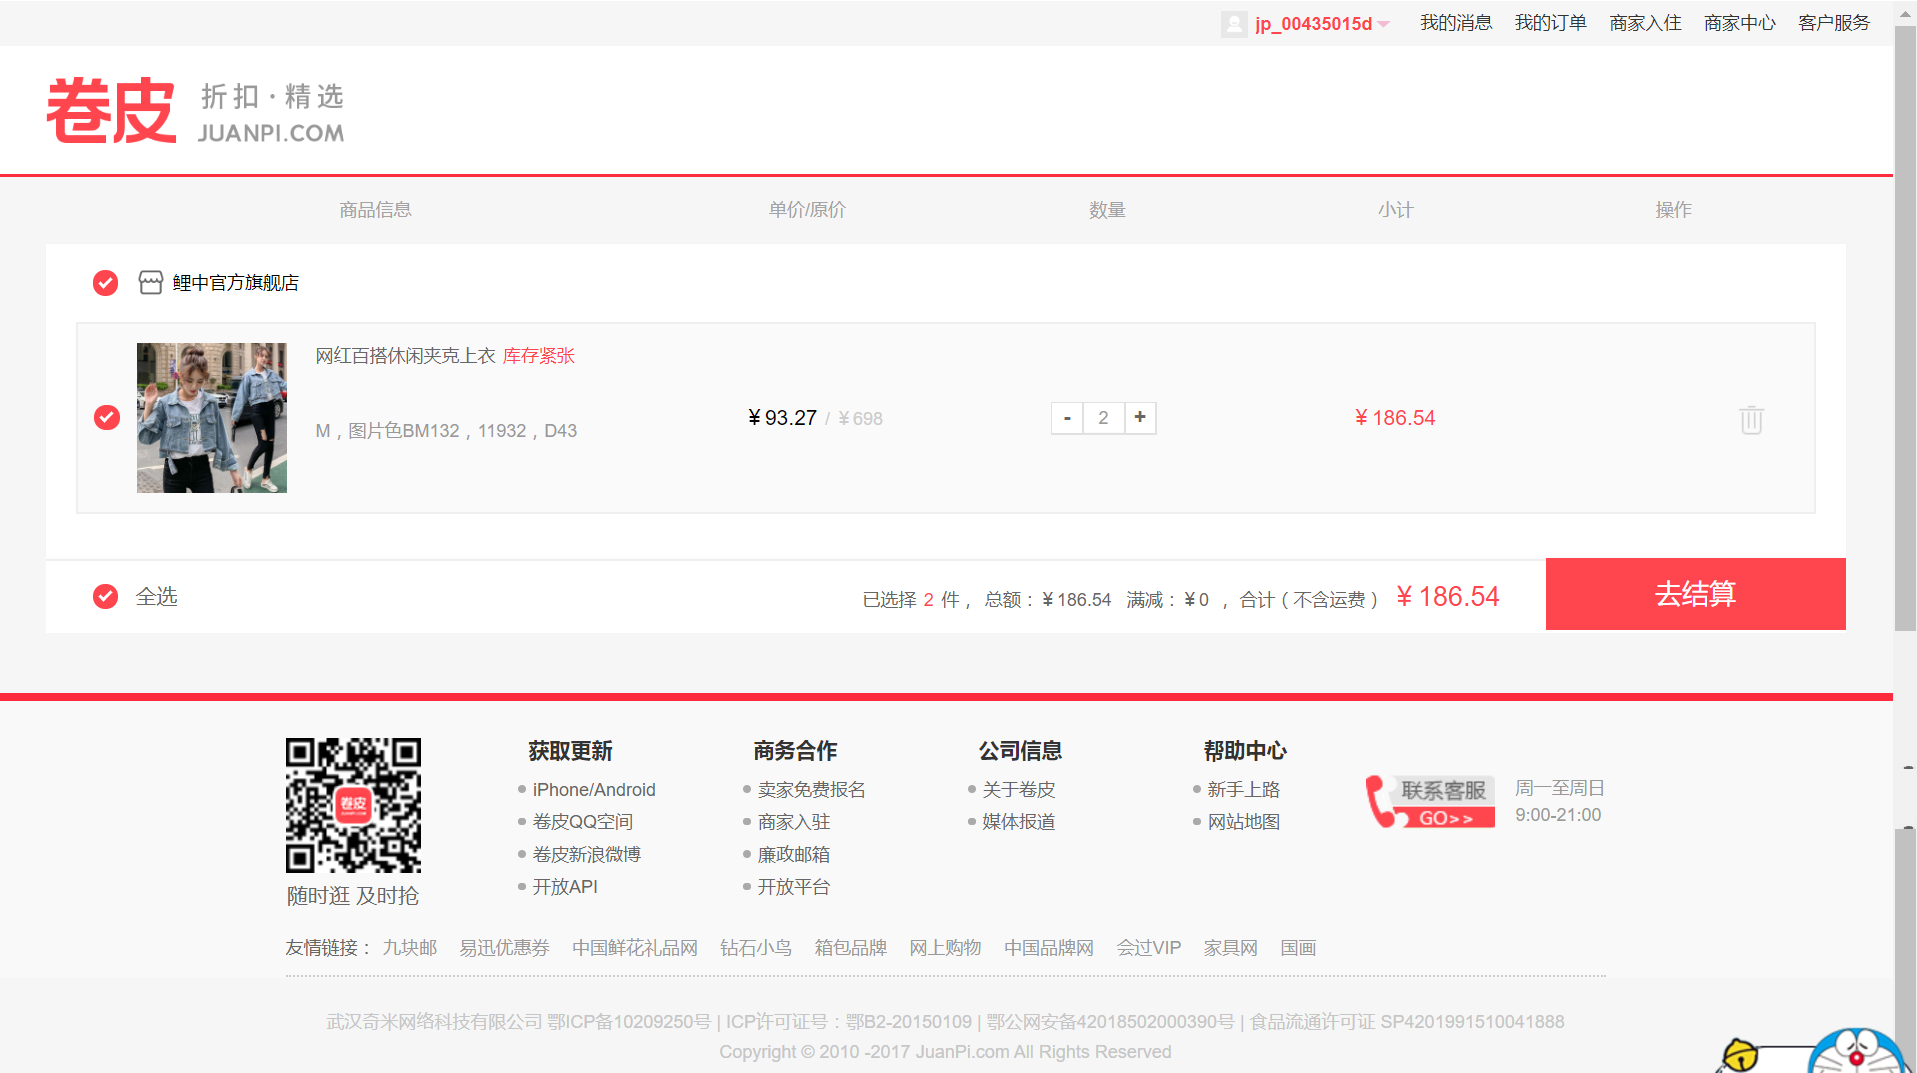 jp_00435015d 我的消息 我的订单 商家入住 商家中心 客户服务
卷皮 折扣·精选
JUANPI.COM
商品信息 单价/原价 数量 小计 操作
鲤中官方旗舰店
网红百搭休闲夹克上衣 库存紧张
M，图片色BM132，11932，D43
¥ 93.27 / ¥ 698
- 2 +
¥ 186.54
全选
已选择 2 件， 总额：¥ 186.54 满减：¥ 0 ，合计（不含运费） ¥ 186.54
去结算
卷皮
JUANPI.COM
随时逛 及时抢
获取更新
iPhone/Android
卷皮QQ空间
卷皮新浪微博
开放API
商务合作
卖家免费报名
商家入驻
廉政邮箱
开放平台
公司信息
关于卷皮
媒体报道
帮助中心
新手上路
网站地图
联系客服
GO>>
周一至周日
9:00-21:00
友情链接： 九块邮 易迅优惠券 中国鲜花礼品网 钻石小鸟 箱包品牌 网上购物 中国品牌网 会过VIP 家具网 国画
武汉奇米网络科技有限公司 鄂ICP备10209250号 | ICP许可证号：鄂B2-20150109 | 鄂公网安备42018502000390号 | 食品流通许可证 SP4201991510041888
Copyright © 2010 -2017 JuanPi.com All Rights Reserved